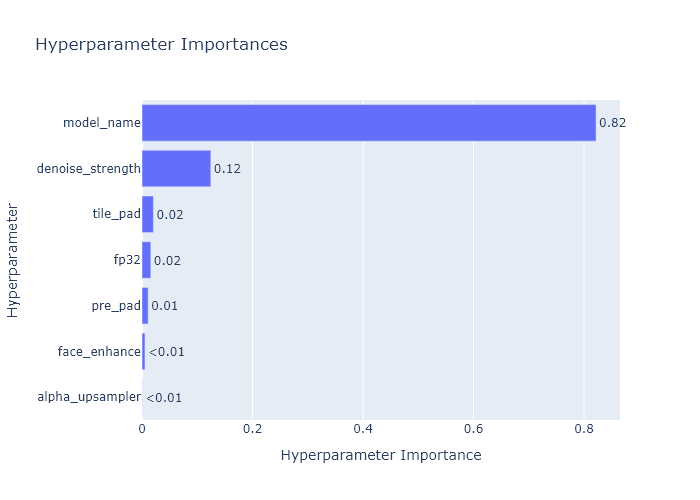 Hyperparameter Importances
Hyperparameter
model_name 0.82
denoise_strength 0.12
tile_pad 0.02
fp32 0.02
pre_pad 0.01
face_enhance <0.01
alpha_upsampler <0.01
0 0.2 0.4 0.6 0.8
Hyperparameter Importance